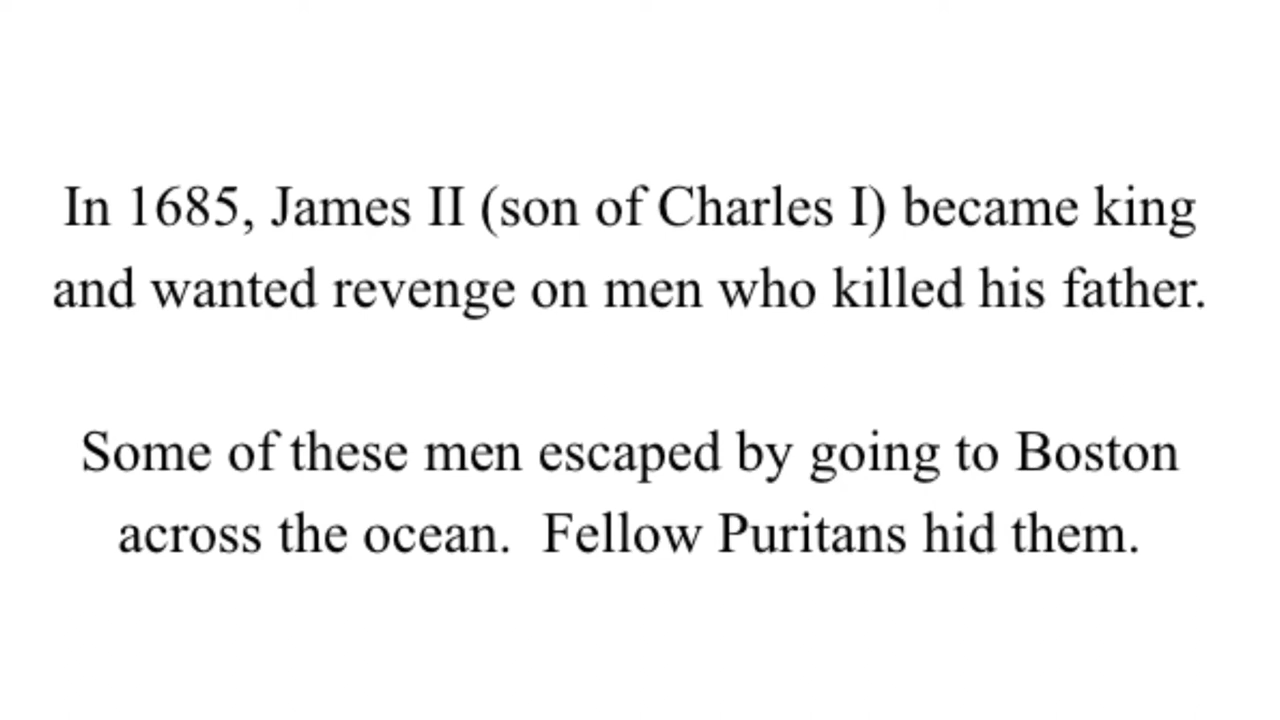 In 1685, James II (son of Charles I) became king
and wanted revenge on men who killed his father.
Some of these men escaped by going to Boston
across the ocean.  Fellow Puritans hid them.